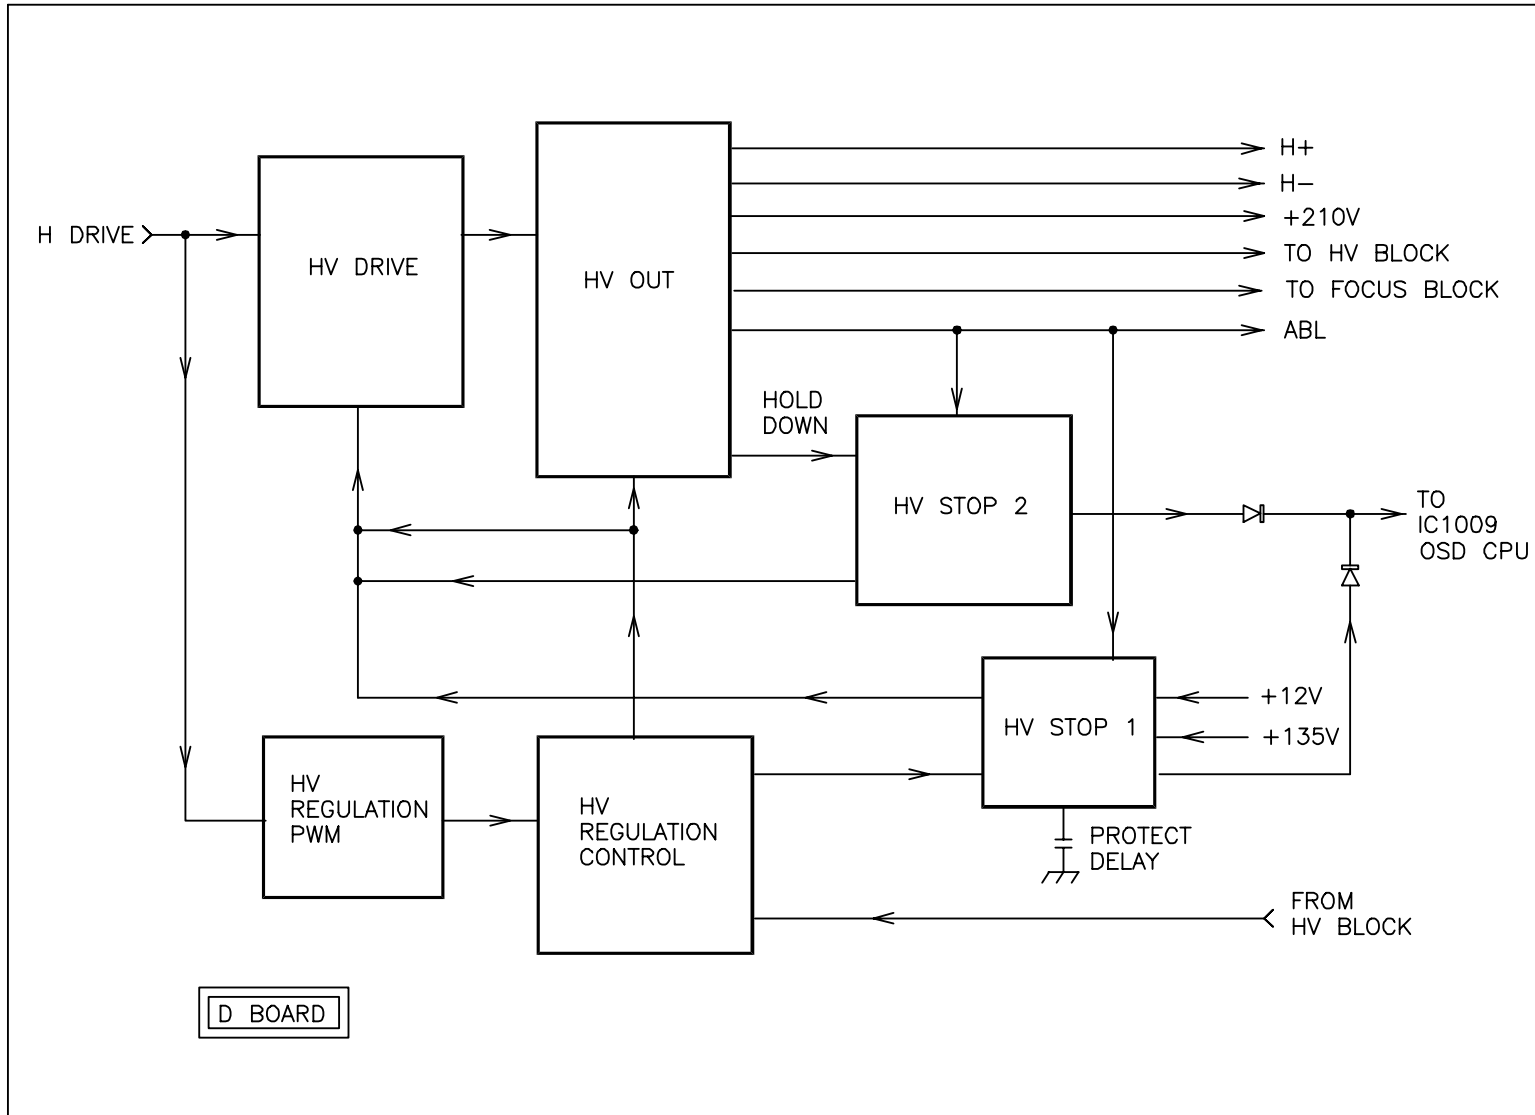 H+
H−
+210V
H DRIVE
TO HV BLOCK
HV DRIVE
HV OUT
TO FOCUS BLOCK
ABL
HOLD
DOWN
HV STOP 2
TO
IC1009
OSD CPU
+12V
HV STOP 1
+135V
HV
REGULATION
PWM
HV
REGULATION
CONTROL
PROTECT
DELAY
FROM
HV BLOCK
D BOARD